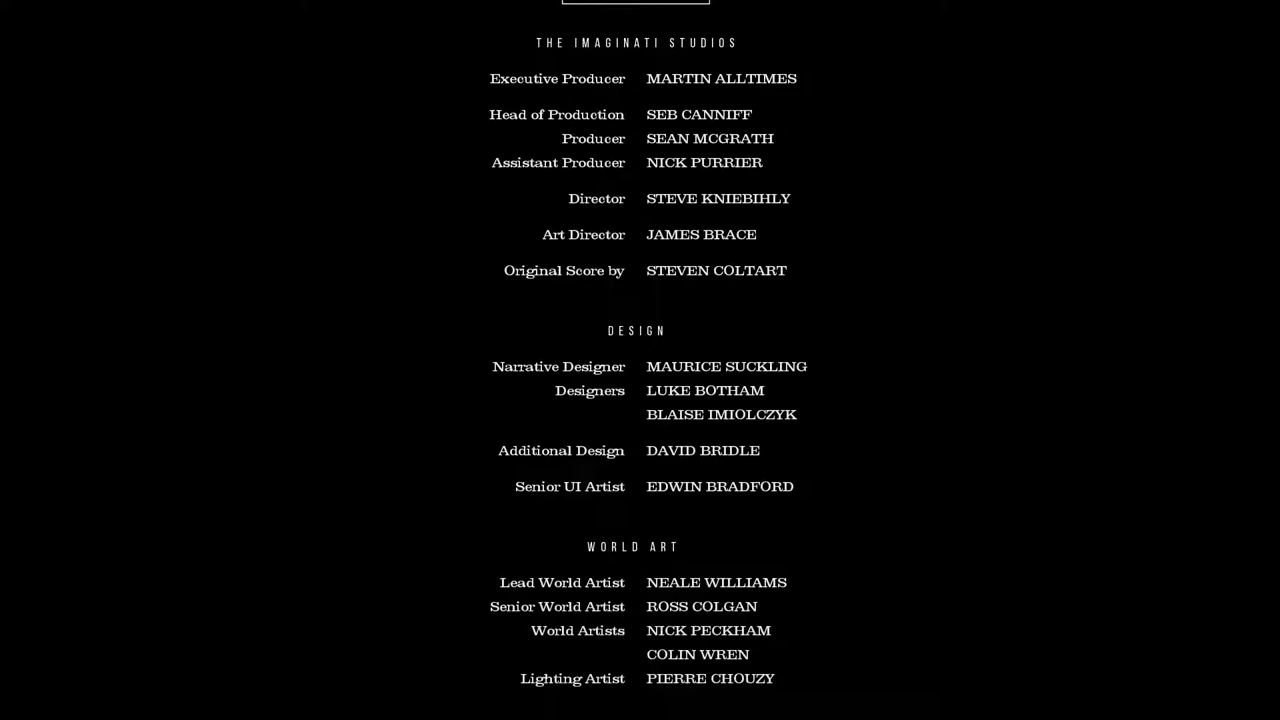 THE IMAGINATI STUDIOS
Executive Producer MARTIN ALLTIMES
Head of Production SEB CANNIFF
Producer SEAN MCGRATH
Assistant Producer NICK PURRIER
Director STEVE KNIEBIHLY
Art Director JAMES BRACE
Original Score by STEVEN COLTART
DESIGN
Narrative Designer MAURICE SUCKLING
Designers LUKE BOTHAM
BLAISE IMIOLCZYK
Additional Design DAVID BRIDLE
Senior UI Artist EDWIN BRADFORD
WORLD ART
Lead World Artist NEALE WILLIAMS
Senior World Artist ROSS COLGAN
World Artists NICK PECKHAM
COLIN WREN
Lighting Artist PIERRE CHOUZY